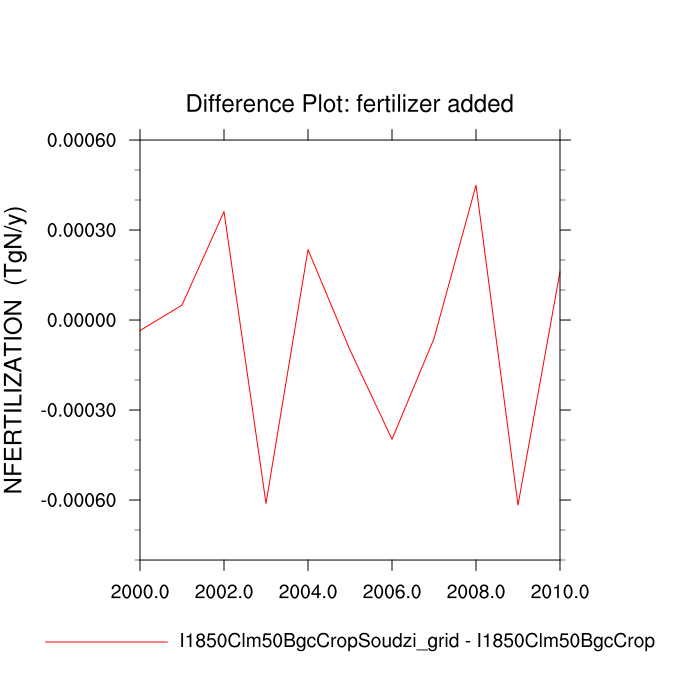 Difference Plot: fertilizer added
0.00060
0.00030
0.00000
-0.00030
-0.00060
NFERTILIZATION (TgN/y)
2000.0 2002.0 2004.0 2006.0 2008.0 2010.0
I1850Clm50BgcCropSoudzi_grid - I1850Clm50BgcCrop